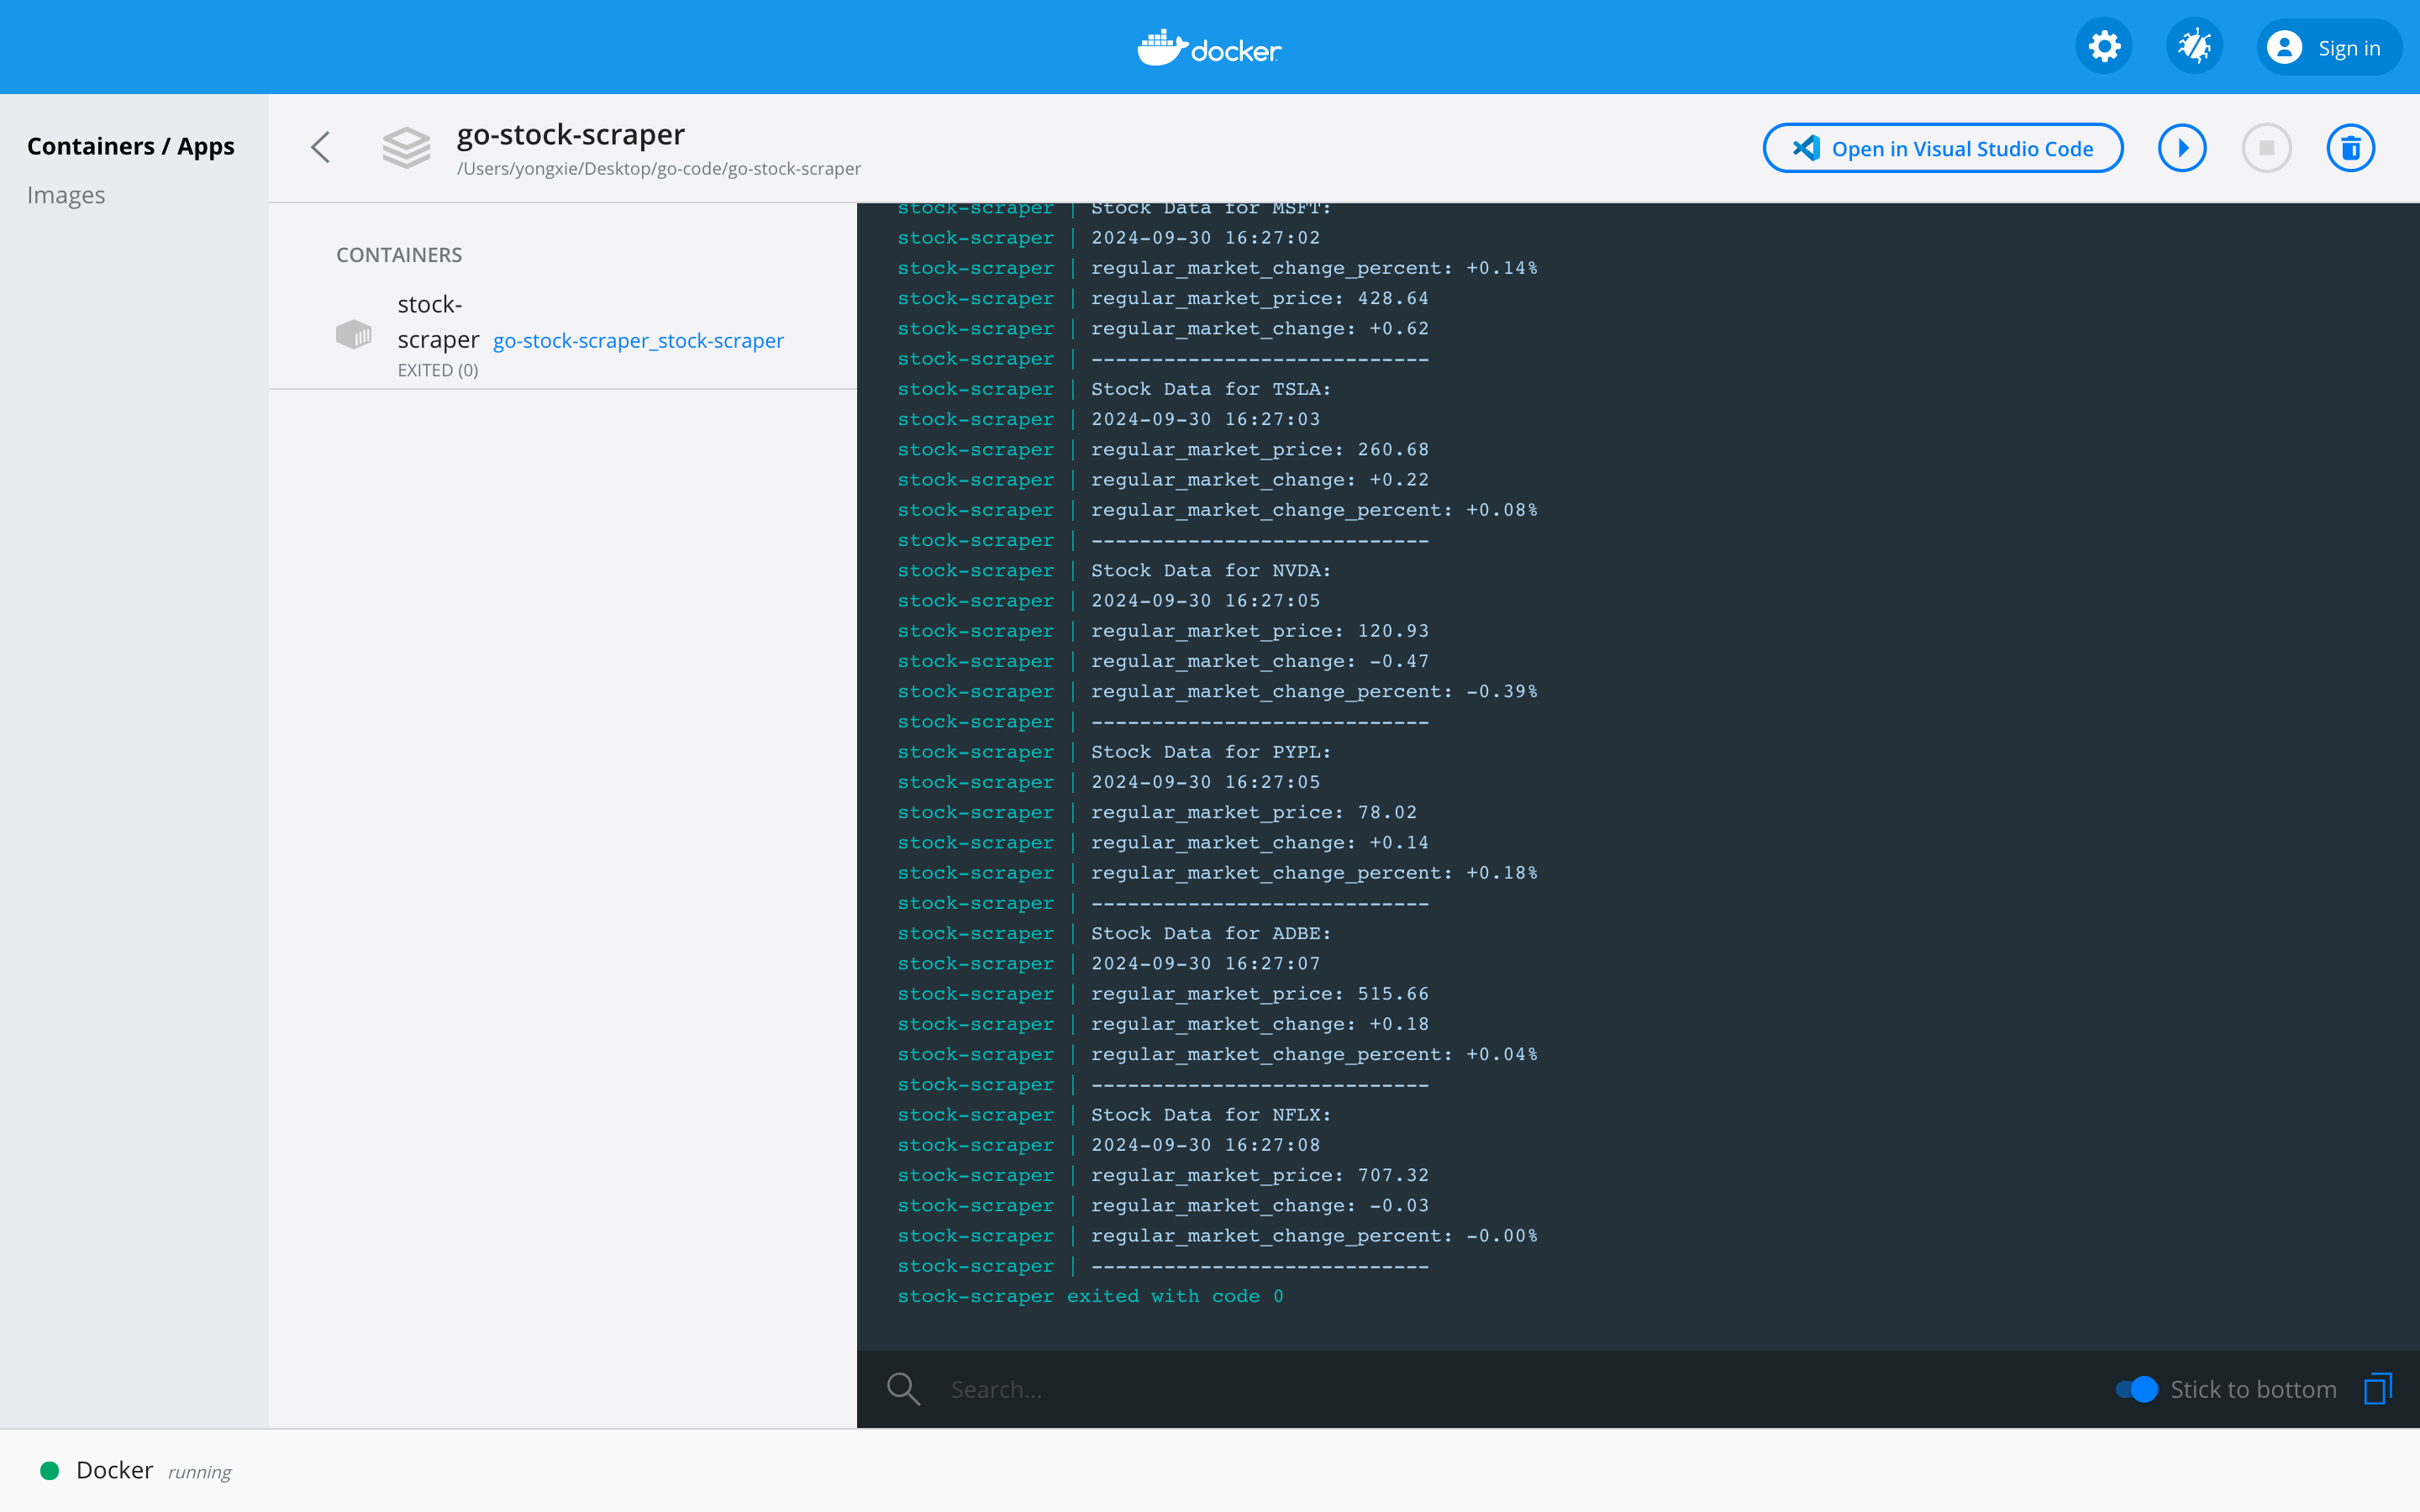 docker
Sign in
Containers / Apps
Images
go-stock-scraper
/Users/yongxie/Desktop/go-code/go-stock-scraper
Open in Visual Studio Code
CONTAINERS
stock-
scraper go-stock-scraper_stock-scraper
EXITED (0)
stock-scraper | Stock Data for MSFT:
stock-scraper | 2024-09-30 16:27:02
stock-scraper | regular_market_change_percent: +0.14%
stock-scraper | regular_market_price: 428.64
stock-scraper | regular_market_change: +0.62
stock-scraper | ----------------------------
stock-scraper | Stock Data for TSLA:
stock-scraper | 2024-09-30 16:27:03
stock-scraper | regular_market_price: 260.68
stock-scraper | regular_market_change: +0.22
stock-scraper | regular_market_change_percent: +0.08%
stock-scraper | ----------------------------
stock-scraper | Stock Data for NVDA:
stock-scraper | 2024-09-30 16:27:05
stock-scraper | regular_market_price: 120.93
stock-scraper | regular_market_change: -0.47
stock-scraper | regular_market_change_percent: -0.39%
stock-scraper | ----------------------------
stock-scraper | Stock Data for PYPL:
stock-scraper | 2024-09-30 16:27:05
stock-scraper | regular_market_price: 78.02
stock-scraper | regular_market_change: +0.14
stock-scraper | regular_market_change_percent: +0.18%
stock-scraper | ----------------------------
stock-scraper | Stock Data for ADBE:
stock-scraper | 2024-09-30 16:27:07
stock-scraper | regular_market_price: 515.66
stock-scraper | regular_market_change: +0.18
stock-scraper | regular_market_change_percent: +0.04%
stock-scraper | ----------------------------
stock-scraper | Stock Data for NFLX:
stock-scraper | 2024-09-30 16:27:08
stock-scraper | regular_market_price: 707.32
stock-scraper | regular_market_change: -0.03
stock-scraper | regular_market_change_percent: -0.00%
stock-scraper | ----------------------------
stock-scraper exited with code 0
Search...
Stick to bottom
Docker running